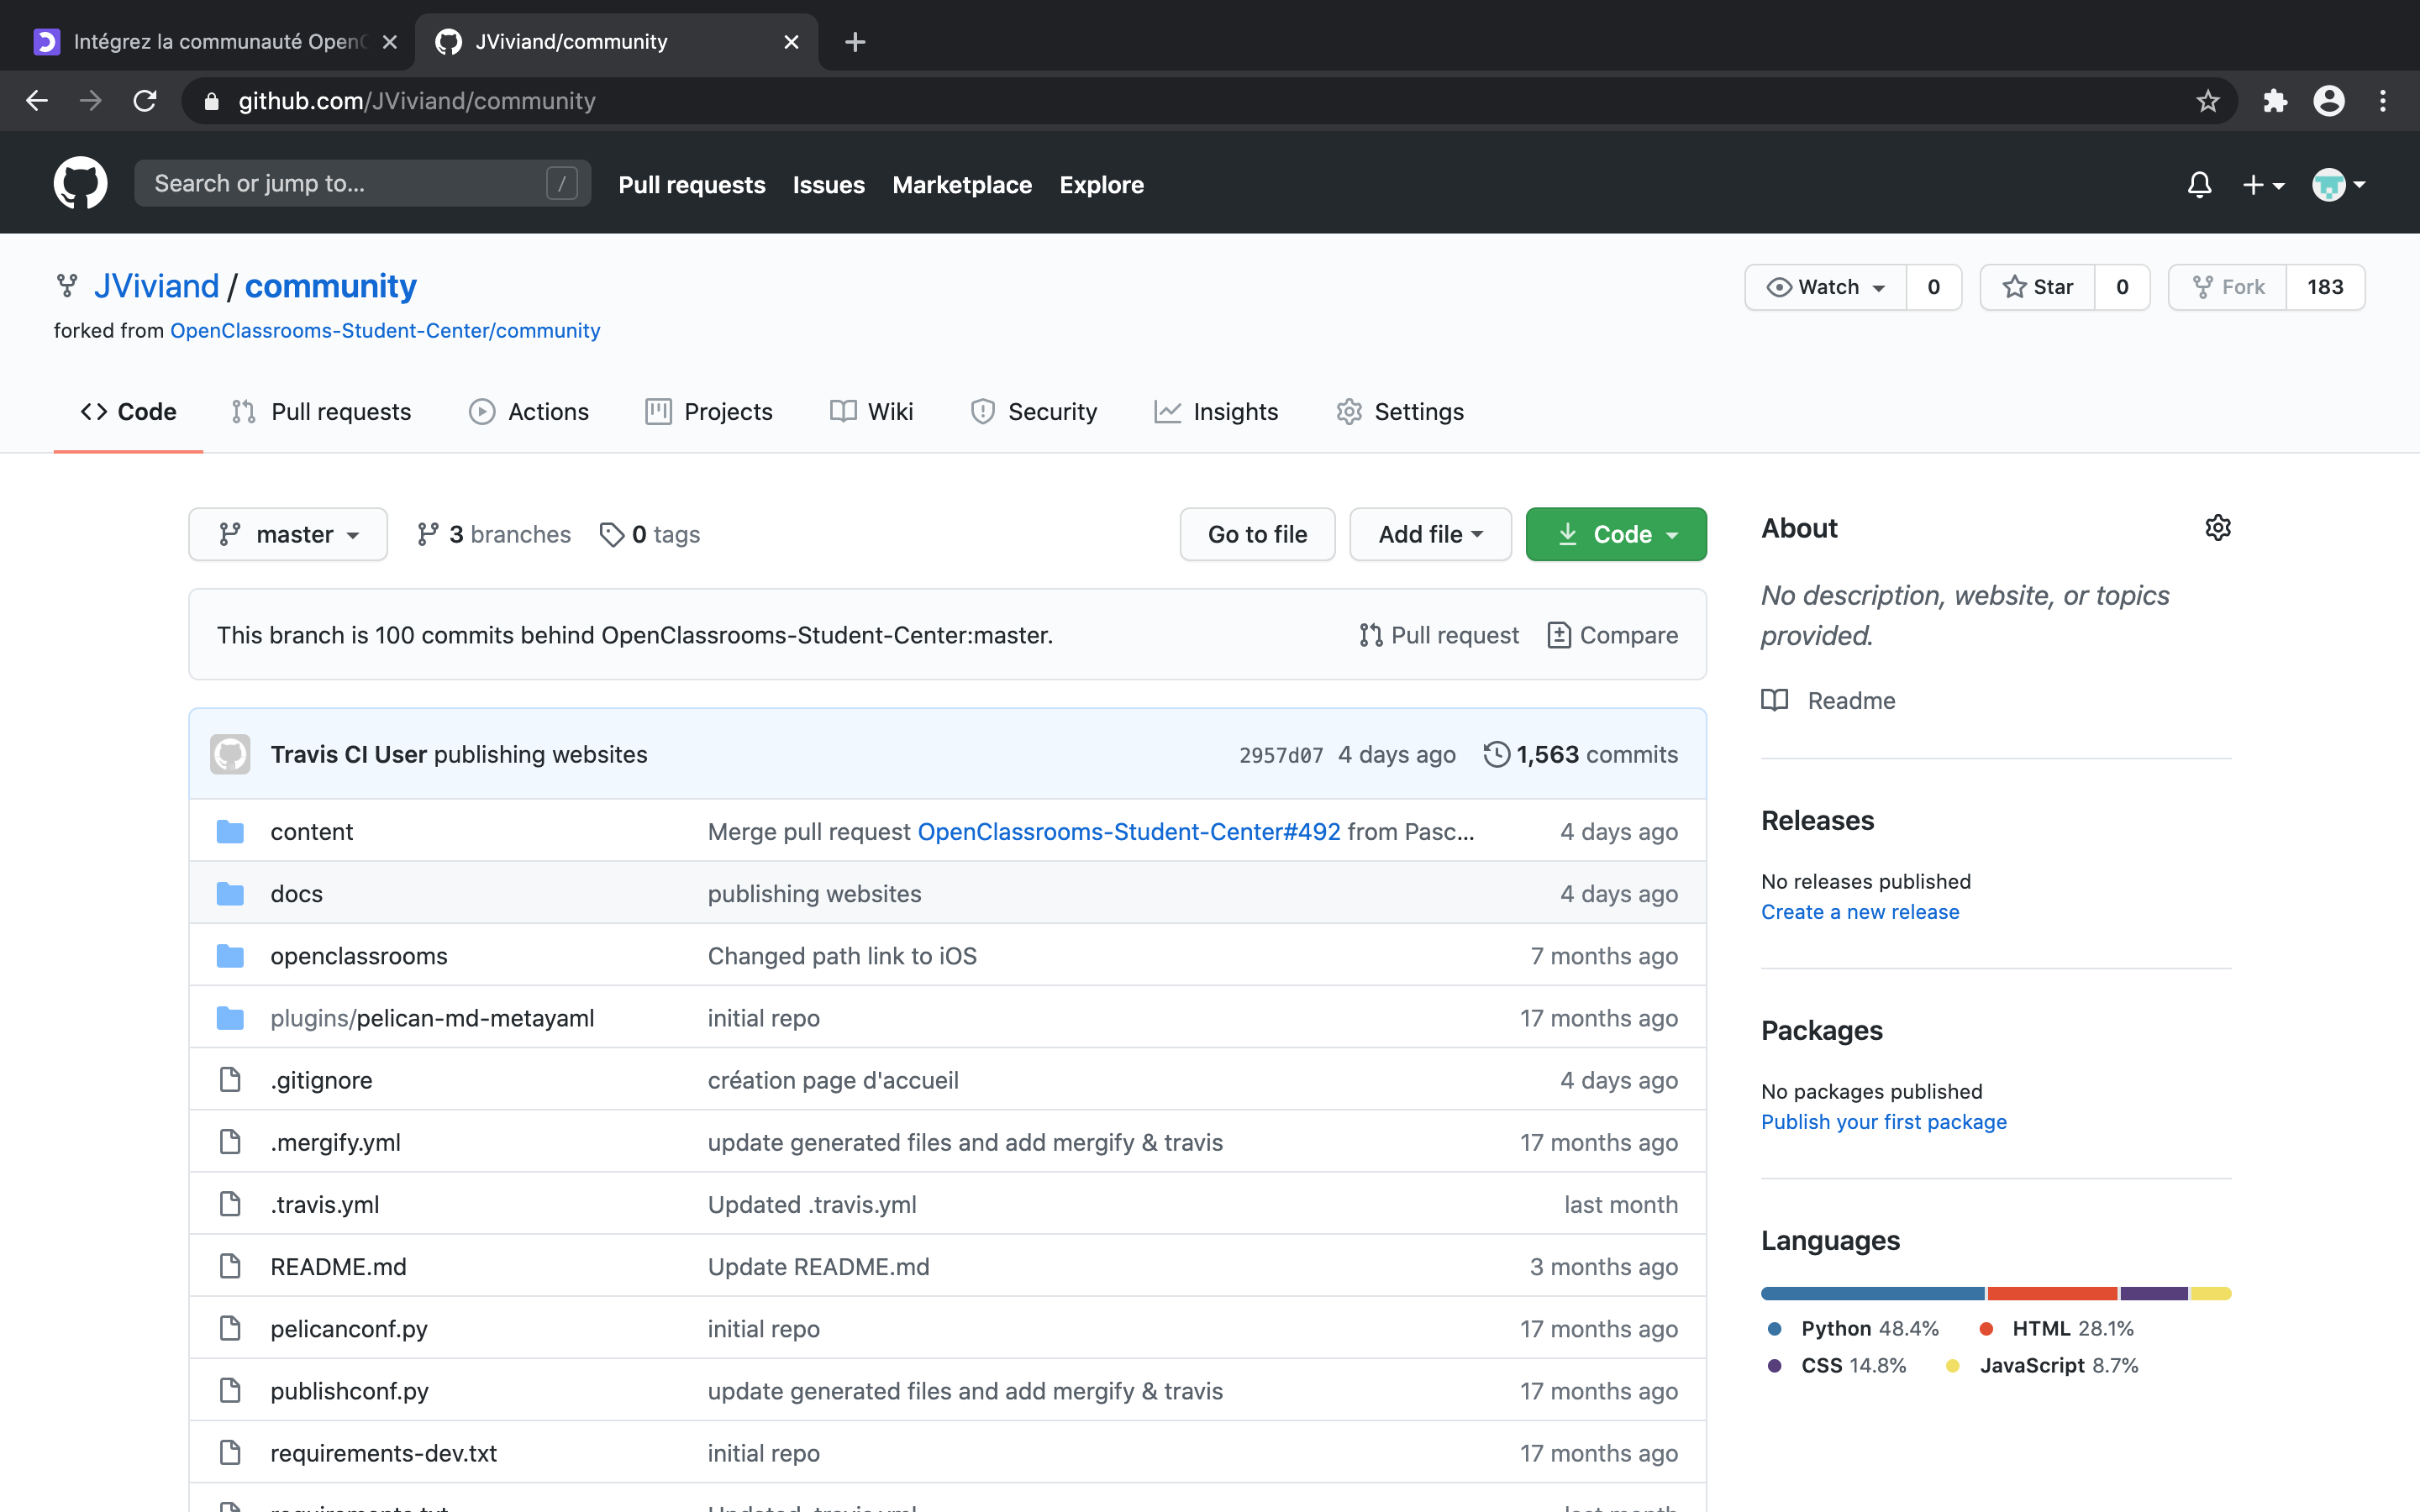 Intégrez la communauté Open
JViviand/community
github.com/JViviand/community
Search or jump to...
/
Pull requests
Issues
Marketplace
Explore
JViviand / community
forked from OpenClassrooms-Student-Center/community
Watch
0
Star
0
Fork
183
Code
Pull requests
Actions
Projects
Wiki
Security
Insights
Settings
master
3 branches
0 tags
Go to file
Add file
Code
This branch is 100 commits behind OpenClassrooms-Student-Center:master.
Pull request
Compare
Travis CI User publishing websites
2957d07 4 days ago
1,563 commits
content
Merge pull request OpenClassrooms-Student-Center#492 from Pasc...
4 days ago
docs
publishing websites
4 days ago
openclassrooms
Changed path link to iOS
7 months ago
plugins/pelican-md-metayaml
initial repo
17 months ago
.gitignore
création page d'accueil
4 days ago
.mergify.yml
update generated files and add mergify & travis
17 months ago
.travis.yml
Updated .travis.yml
last month
README.md
Update README.md
3 months ago
pelicanconf.py
initial repo
17 months ago
publishconf.py
update generated files and add mergify & travis
17 months ago
requirements-dev.txt
initial repo
17 months ago
requirements.txt
Updated .travis.yml
last month
About
No description, website, or topics
provided.
Readme
Releases
No releases published
Create a new release
Packages
No packages published
Publish your first package
Languages
Python 48.4%
HTML 28.1%
CSS 14.8%
JavaScript 8.7%